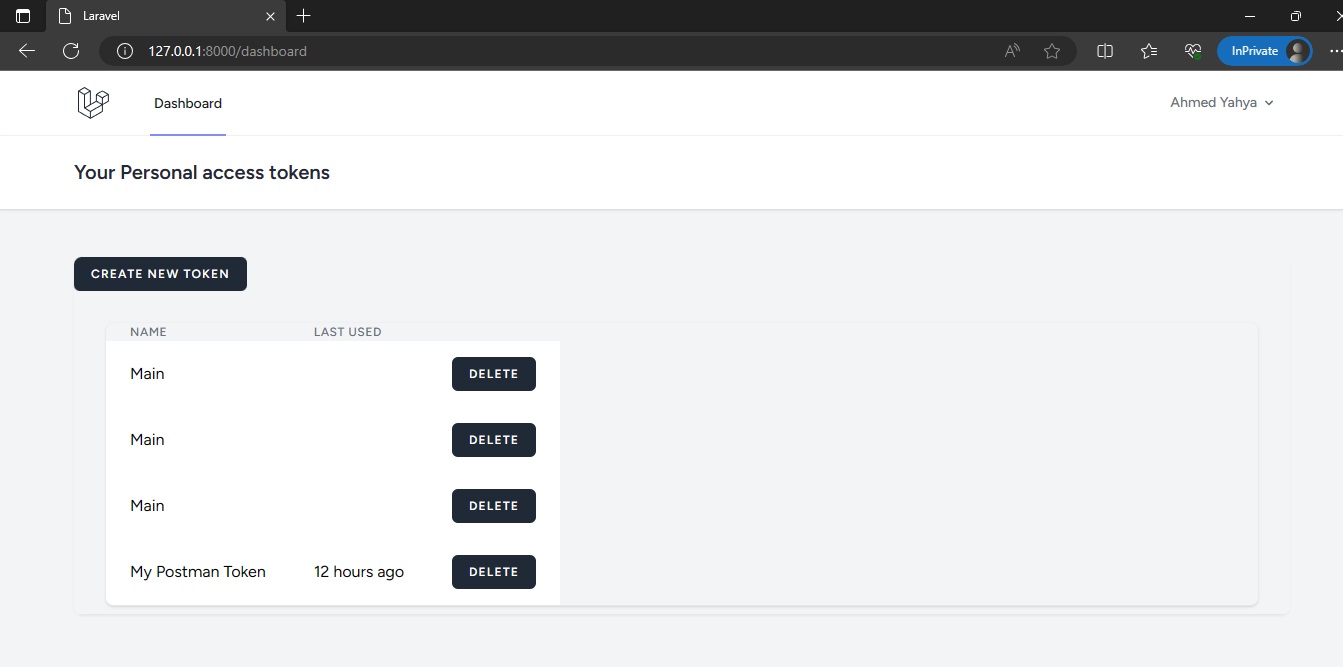 Laravel
127.0.0.1:8000/dashboard
InPrivate
Dashboard
Ahmed Yahya
Your Personal access tokens
CREATE NEW TOKEN
NAME LAST USED
Main DELETE
Main DELETE
Main DELETE
My Postman Token 12 hours ago DELETE